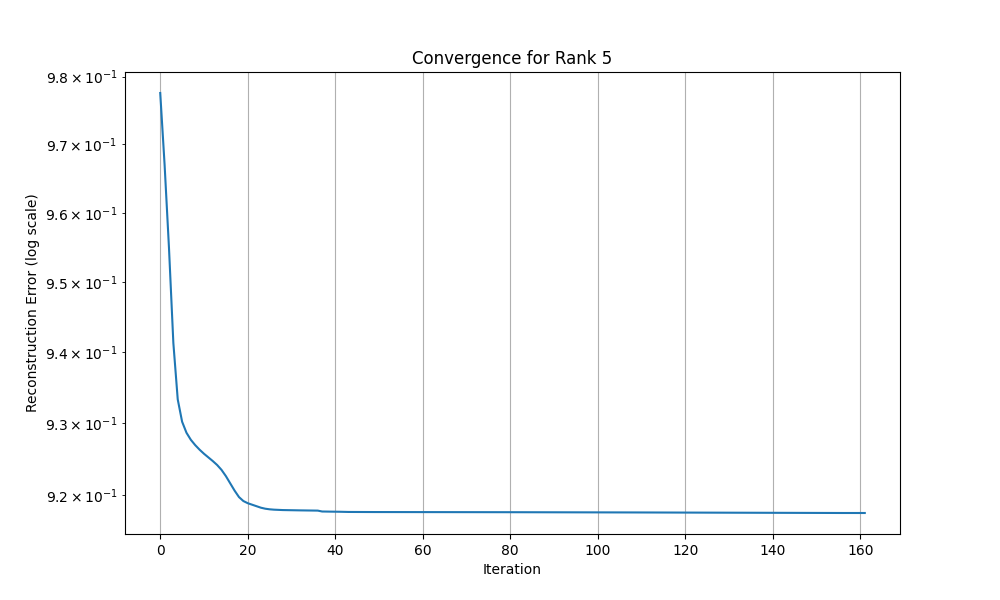 Convergence for Rank 5
9.8 × 10⁻¹
9.7 × 10⁻¹
9.6 × 10⁻¹
9.5 × 10⁻¹
9.4 × 10⁻¹
9.3 × 10⁻¹
9.2 × 10⁻¹
Reconstruction Error (log scale)
0 20 40 60 80 100 120 140 160
Iteration